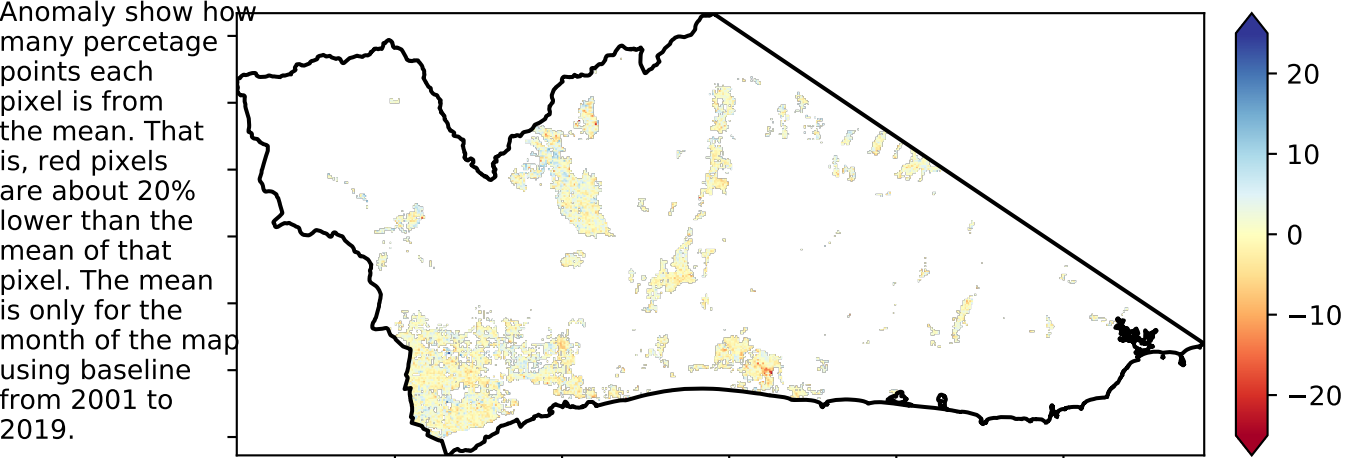 Anomaly show how
many percetage
points each
pixel is from
the mean. That
is, red pixels
are about 20%
lower than the
mean of that
pixel. The mean
is only for the
month of the map
using baseline
from 2001 to
2019.
20
10
0
−10
−20